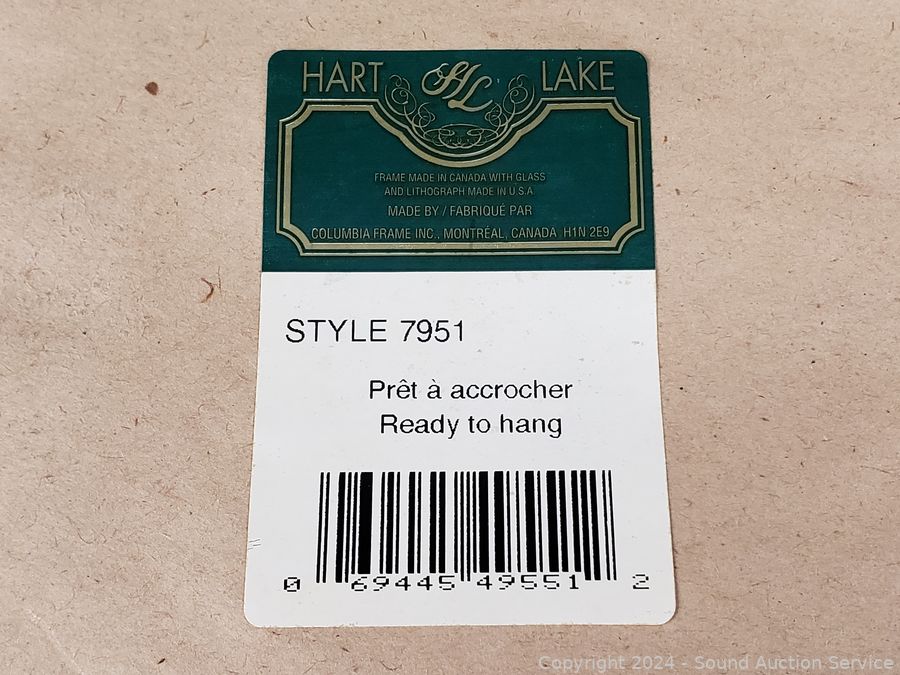 HART HL LAKE
FRAME MADE IN CANADA WITH GLASS
AND LITHOGRAPH MADE IN U.S.A.
MADE BY / FABRIQUÉ PAR
COLUMBIA FRAME INC., MONTRÉAL, CANADA H1N 2E9
STYLE 7951
Prêt à accrocher
Ready to hang
0 69445 49551 2
Copyright 2024 - Sound Auction Service